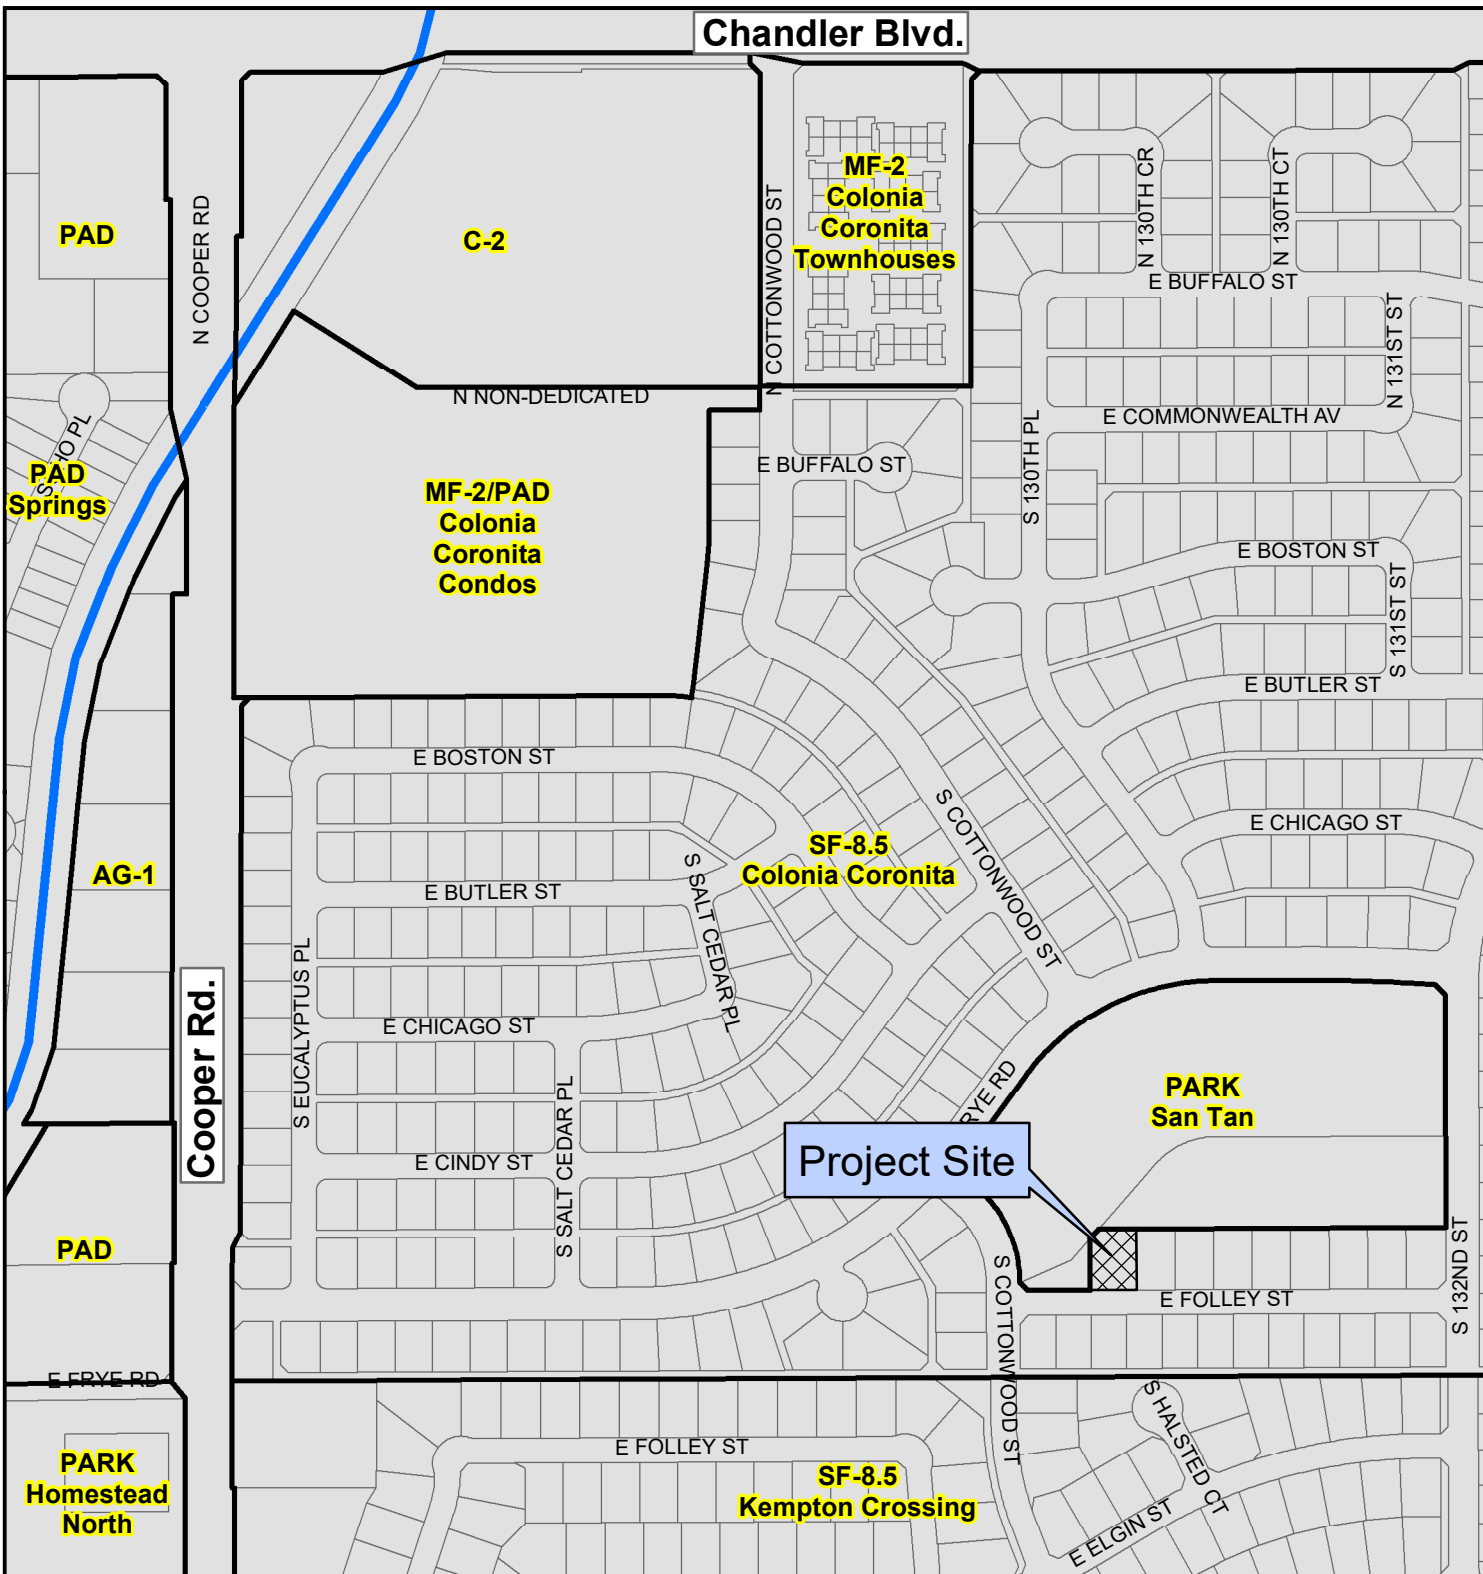 Chandler Blvd.
PAD
N COOPER RD
C-2
N COTTONWOOD ST
MF-2
Colonia
Coronita
Townhouses
N 130TH CR
N 130TH CT
E BUFFALO ST
N 131ST ST
N NON-DEDICATED
E COMMONWEALTH AV
HO PL
PAD
Springs
MF-2/PAD
Colonia
Coronita
Condos
E BUFFALO ST
S 130TH PL
E BOSTON ST
S 131ST ST
E BUTLER ST
E BOSTON ST
S COTTONWOOD ST
E CHICAGO ST
SF-8.5
Colonia Coronita
AG-1
E BUTLER ST
S SALT CEDAR PL
S EUCALYPTUS PL
Cooper Rd.
E CHICAGO ST
RYE RD
PARK
San Tan
Project Site
E CINDY ST
S SALT CEDAR PL
PAD
S COTTONWOOD ST
E FOLLEY ST
S 132ND ST
E FRYE RD
S HALSTED CT
E FOLLEY ST
PARK
Homestead
North
SF-8.5
Kempton Crossing
E ELGIN ST